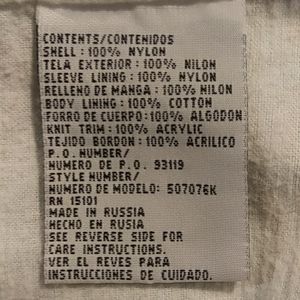 CONTENTS/CONTENIDOS
SHELL: 100% NYLON
TELA EXTERIOR: 100% NILON
SLEEVE LINING: 100% NYLON
RELLENO DE MANGA: 100% NILON
BODY LINING: 100% COTTON
FORRO DE CUERPO: 100% ALGODON
KNIT TRIM: 100% ACRYLIC
TEJIDO BORDON: 100% ACRILICO
P.O. NUMBER/
NUMERO DE P.O. 93119
STYLE NUMBER/
NUMERO DE MODELO: 507076K
RN 15101
MADE IN RUSSIA
HECHO EN RUSIA
SEE REVERSE SIDE FOR
CARE INSTRUCTIONS.
VER EL REVES PARA
INSTRUCCIONES DE CUIDADO.